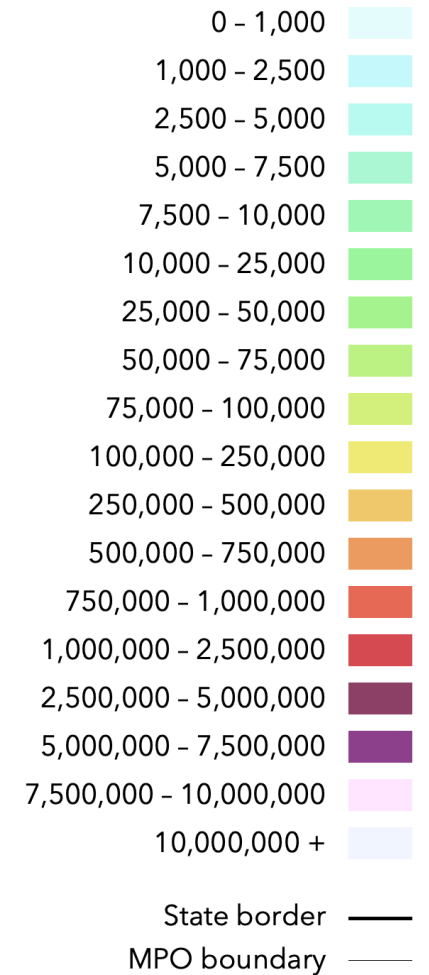 0 – 1,000
1,000 – 2,500
2,500 – 5,000
5,000 – 7,500
7,500 – 10,000
10,000 – 25,000
25,000 – 50,000
50,000 – 75,000
75,000 – 100,000
100,000 – 250,000
250,000 – 500,000
500,000 – 750,000
750,000 – 1,000,000
1,000,000 – 2,500,000
2,500,000 – 5,000,000
5,000,000 – 7,500,000
7,500,000 – 10,000,000
10,000,000 +
State border
MPO boundary